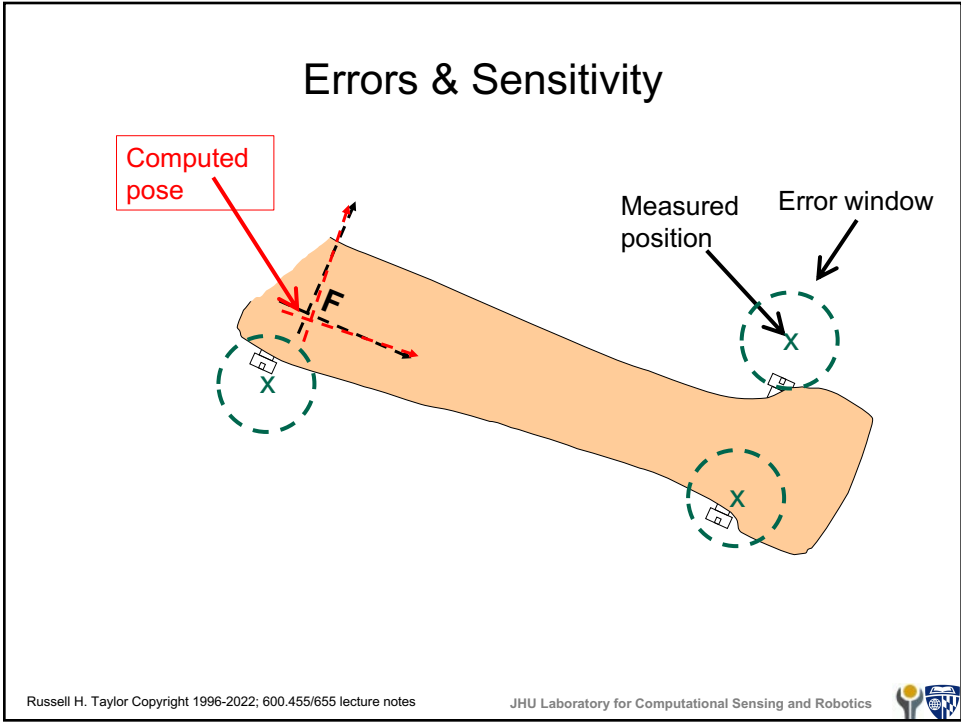 Errors & Sensitivity
Computed
pose
Measured
position
Error window
F
x
x
x
Russell H. Taylor Copyright 1996-2022; 600.455/655 lecture notes
JHU Laboratory for Computational Sensing and Robotics